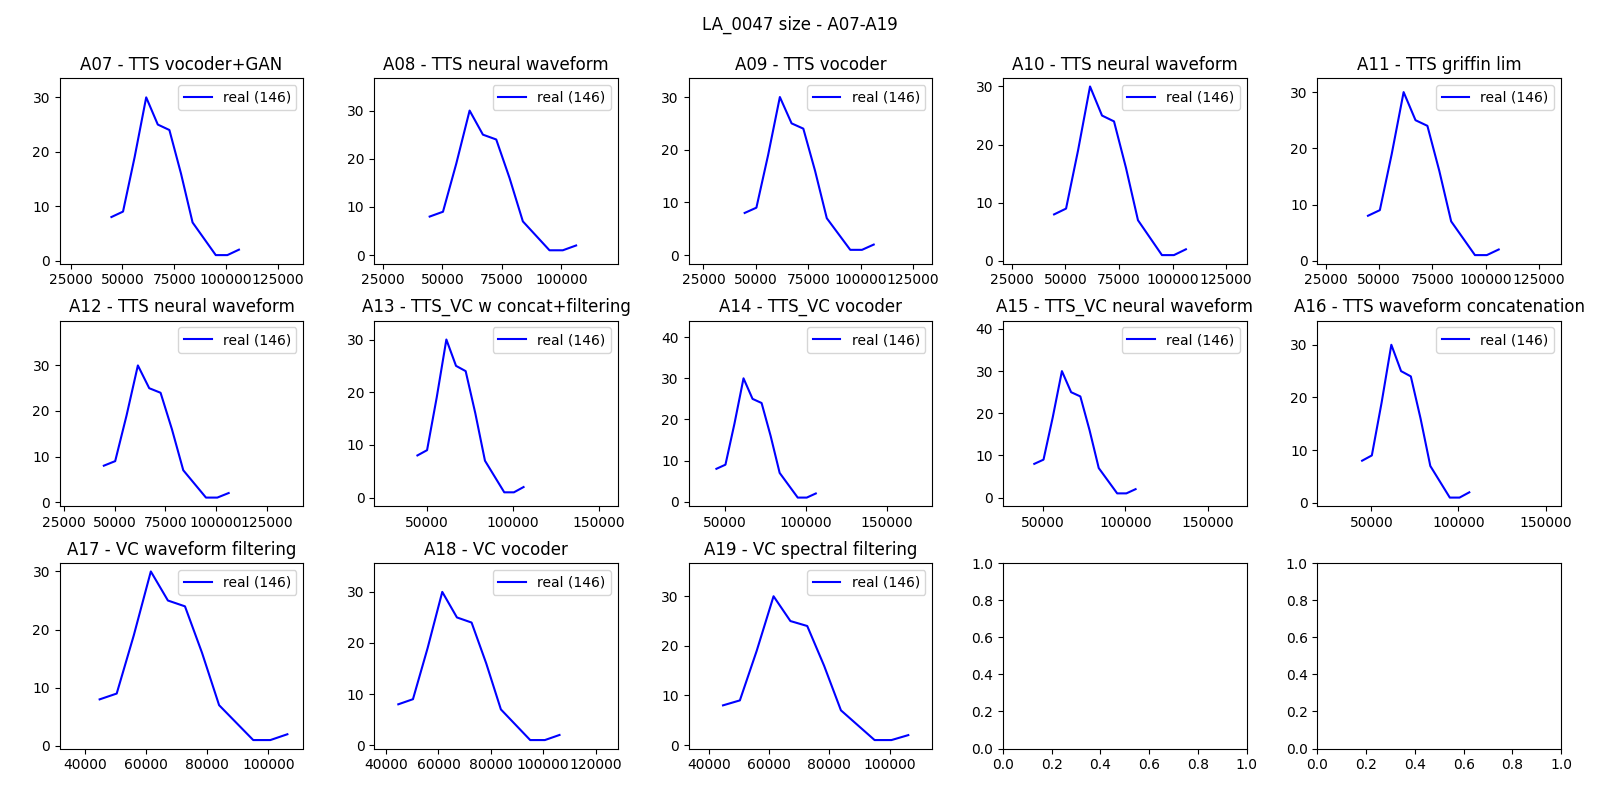 LA_0047 size - A07-A19
A07 - TTS vocoder+GAN
real (146)
30
20
10
0
25000 50000 75000 100000 125000
A08 - TTS neural waveform
real (146)
30
20
10
0
25000 50000 75000 100000
A09 - TTS vocoder
real (146)
30
20
10
0
25000 50000 75000 100000 125000
A10 - TTS neural waveform
real (146)
30
20
10
0
25000 50000 75000 100000 125000
A11 - TTS griffin lim
real (146)
30
20
10
0
25000 50000 75000 100000 125000
A12 - TTS neural waveform
real (146)
30
20
10
0
25000 50000 75000 100000 125000
A13 - TTS_VC w concat+filtering
real (146)
30
20
10
0
50000 100000 150000
A14 - TTS_VC vocoder
real (146)
40
30
20
10
0
50000 100000 150000
A15 - TTS_VC neural waveform
real (146)
40
30
20
10
0
50000 100000 150000
A16 - TTS waveform concatenation
real (146)
30
20
10
0
50000 100000 150000
A17 - VC waveform filtering
real (146)
30
20
10
0
40000 60000 80000 100000
A18 - VC vocoder
real (146)
30
20
10
0
40000 60000 80000 100000 120000
A19 - VC spectral filtering
real (146)
30
20
10
0
40000 60000 80000 100000
1.0
0.8
0.6
0.4
0.2
0.0
0.0 0.2 0.4 0.6 0.8 1.0
1.0
0.8
0.6
0.4
0.2
0.0
0.0 0.2 0.4 0.6 0.8 1.0